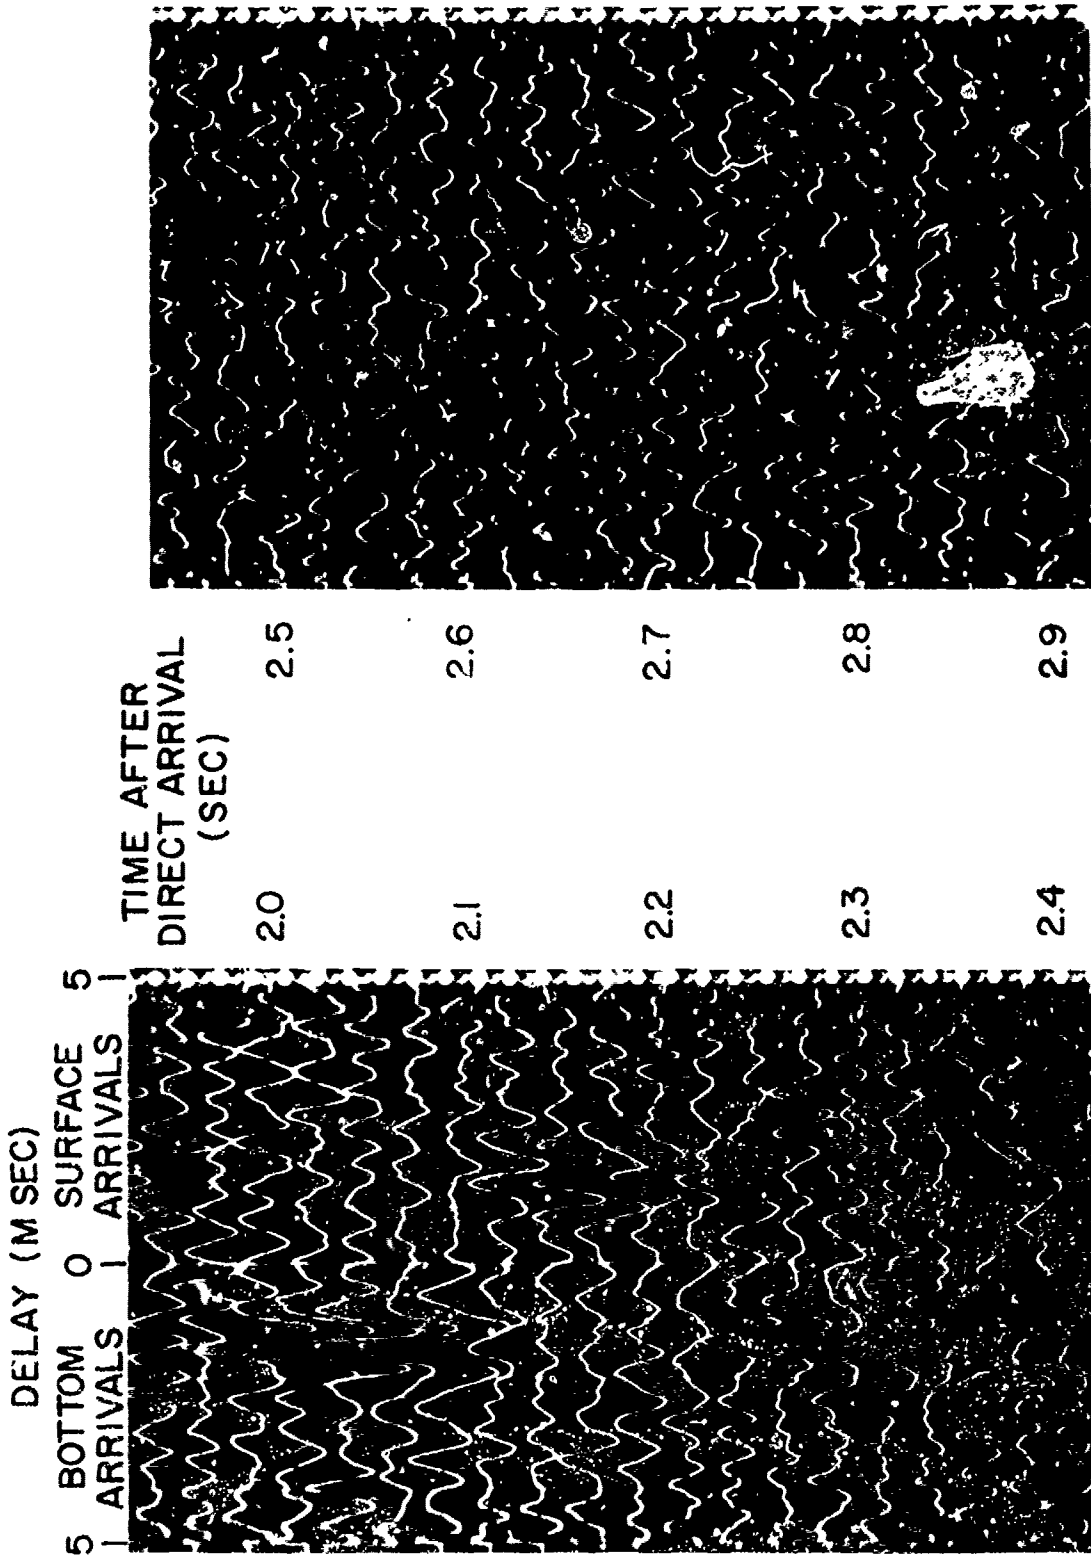 DELAY (M SEC)
BOTTOM SURFACE
ARRIVALS ARRIVALS
5 0 5
TIME AFTER
DIRECT ARRIVAL
(SEC)
2.0
2.1
2.2
2.3
2.4
2.5
2.6
2.7
2.8
2.9